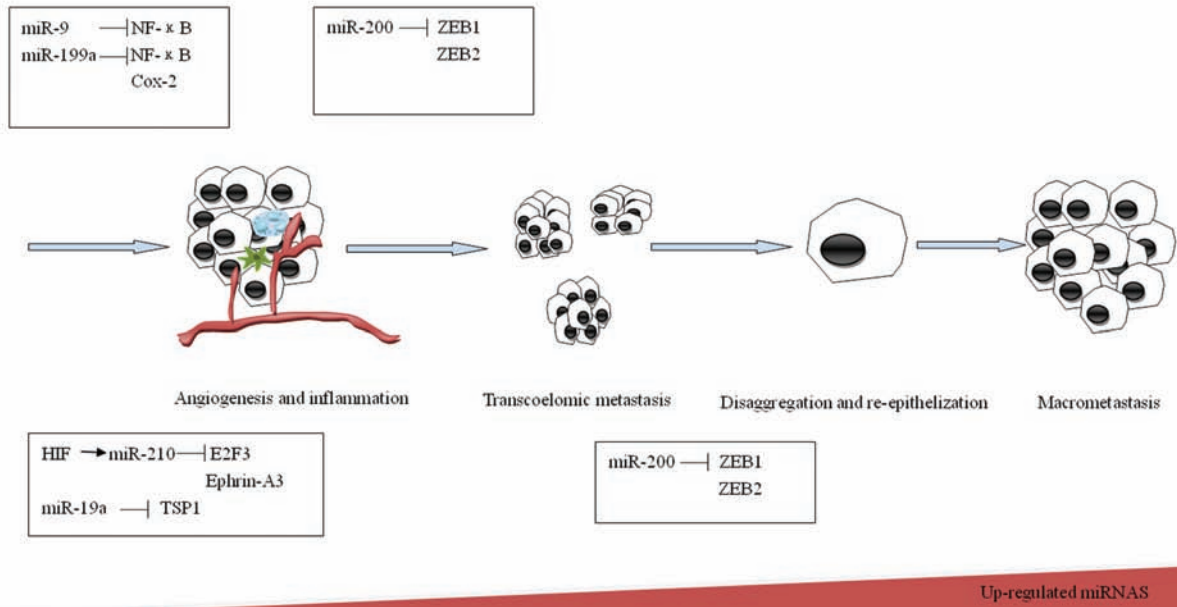 miR-9 ⊣ NF-κB
miR-199a ⊣ NF-κB
Cox-2
miR-200 ⊣ ZEB1
ZEB2
Angiogenesis and inflammation
Transcoelomic metastasis
Disaggregation and re-epithelization
Macrometastasis
HIF → miR-210 ⊣ E2F3
Ephrin-A3
miR-19a ⊣ TSP1
miR-200 ⊣ ZEB1
ZEB2
Up-regulated miRNAS